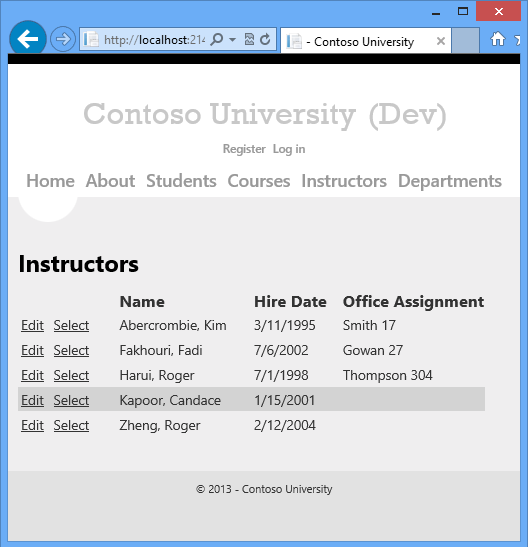 http://localhost:214
- Contoso University
Contoso University (Dev)
Register Log in
Home About Students Courses Instructors Departments
Instructors
Name Hire Date Office Assignment
Edit Select Abercrombie, Kim 3/11/1995 Smith 17
Edit Select Fakhouri, Fadi 7/6/2002 Gowan 27
Edit Select Harui, Roger 7/1/1998 Thompson 304
Edit Select Kapoor, Candace 1/15/2001
Edit Select Zheng, Roger 2/12/2004
© 2013 - Contoso University